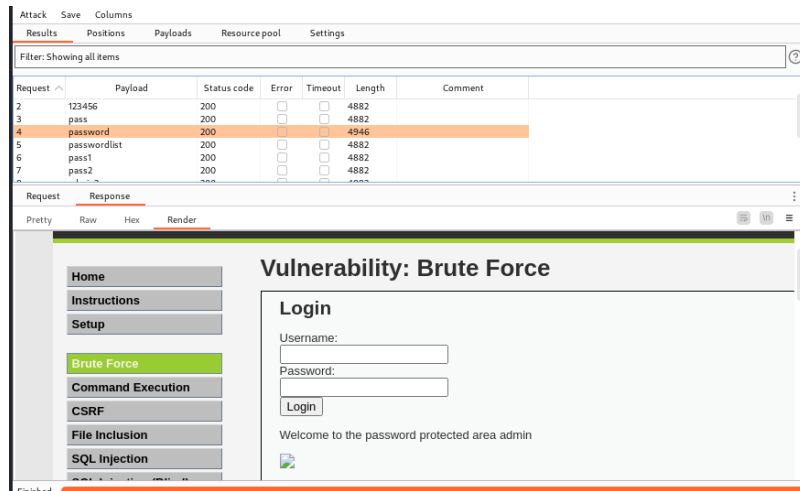 Attack Save Columns
Results Positions Payloads Resource pool Settings
Filter: Showing all items
?
Request Payload Status code Error Timeout Length Comment
2 123456 200 4882
3 pass 200 4882
4 password 200 4946
5 passwordlist 200 4882
6 pass1 200 4882
7 pass2 200 4882
Request Response
Pretty Raw Hex Render \n
Vulnerability: Brute Force
Home
Instructions
Setup
Brute Force
Command Execution
CSRF
File Inclusion
SQL Injection
SQL Injection (Blind)
Login
Username:
Password:
Login
Welcome to the password protected area admin
Finished